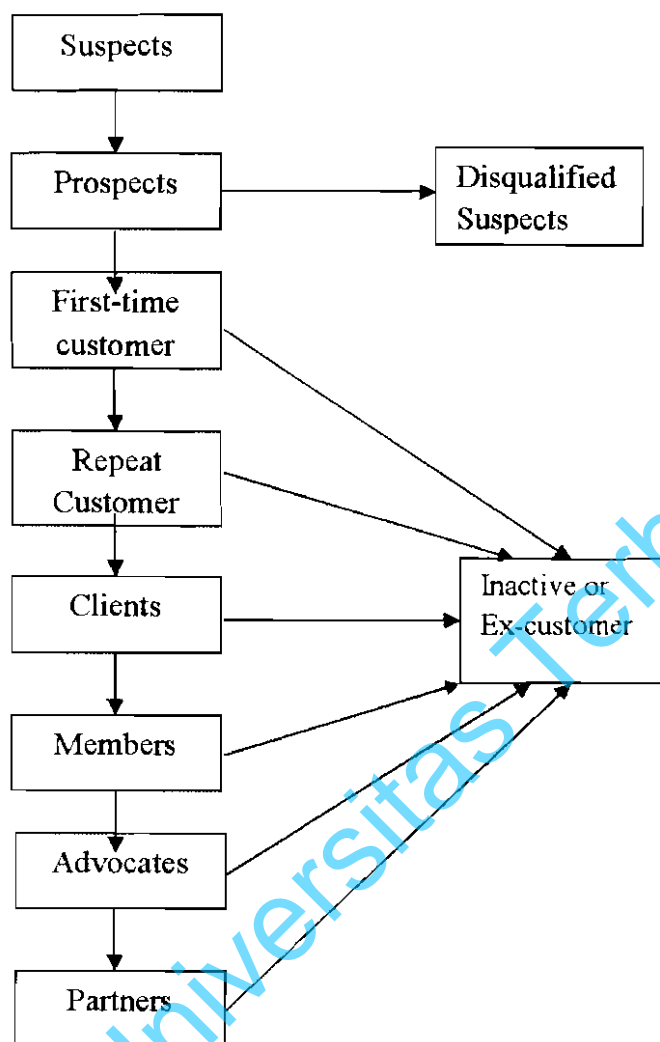 Suspects
Prospects
Disqualified
Suspects
First-time
customer
Repeat
Customer
Clients
Inactive or
Ex-customer
Members
Advocates
Partners
Universitas Terb